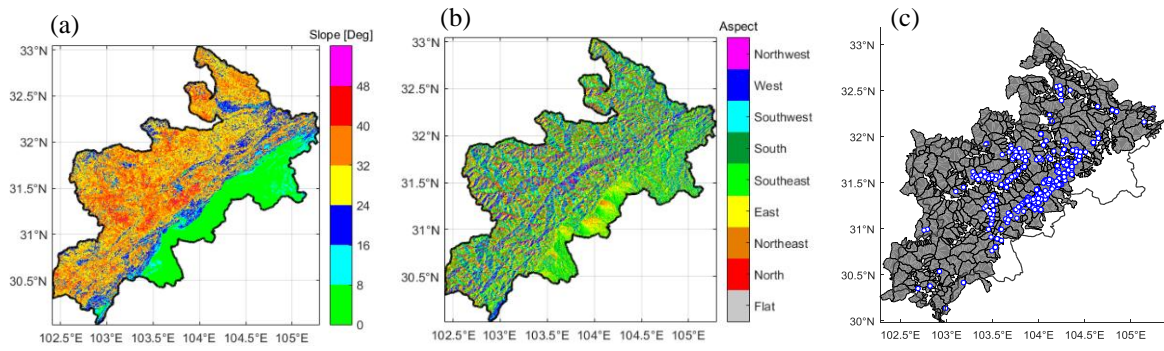 (a)
Slope [Deg]
33°N
32.5°N
32°N
31.5°N
31°N
30.5°N
102.5°E 103°E 103.5°E 104°E 104.5°E 105°E
48
40
32
24
16
8
0
(b)
Aspect
33°N
32.5°N
32°N
31.5°N
31°N
30.5°N
102.5°E 103°E 103.5°E 104°E 104.5°E 105°E
Northwest
West
Southwest
South
Southeast
East
Northeast
North
Flat
(c)
33°N
32.5°N
32°N
31.5°N
31°N
30.5°N
30°N
102.5°E 103°E 103.5°E 104°E 104.5°E 105°E